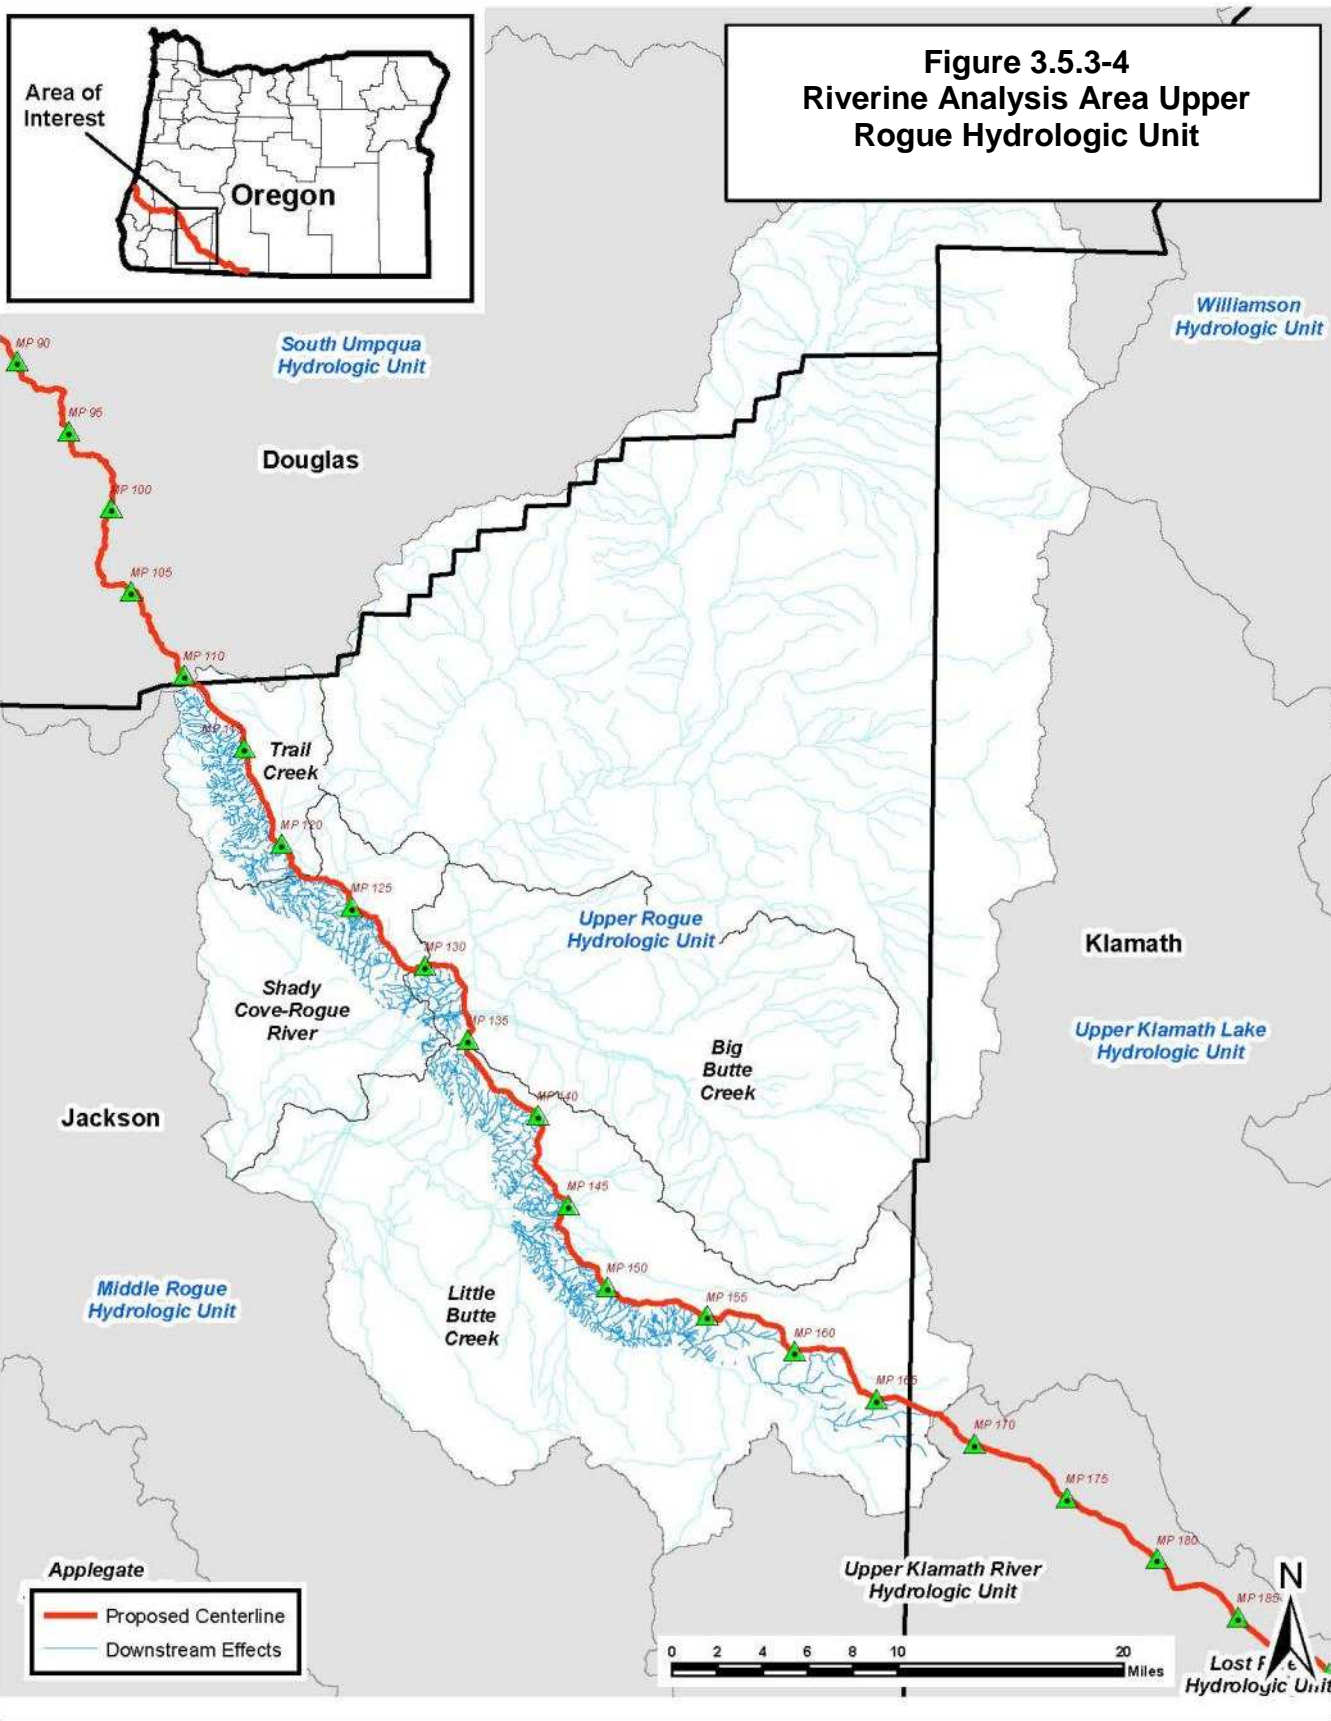 Figure 3.5.3-4
Riverine Analysis Area Upper
Rogue Hydrologic Unit
Area of
Interest
Oregon
Williamson
Hydrologic Unit
South Umpqua
Hydrologic Unit
MP 90
MP 95
Douglas
MP 100
MP 105
MP 110
Trail
Creek
MP 120
MP 125
Upper Rogue
Hydrologic Unit
MP 130
Klamath
Shady
Cove-Rogue
River
MP 135
Upper Klamath Lake
Hydrologic Unit
Big
Butte
Creek
MP 140
Jackson
MP 145
MP 150
Middle Rogue
Hydrologic Unit
Little
Butte
Creek
MP 155
MP 160
MP 165
MP 170
MP 175
MP 180
Applegate
Upper Klamath River
Hydrologic Unit
N
MP 185
Proposed Centerline
Downstream Effects
0 2 4 6 8 10 20
Miles
Lost
Hydrologic Unit